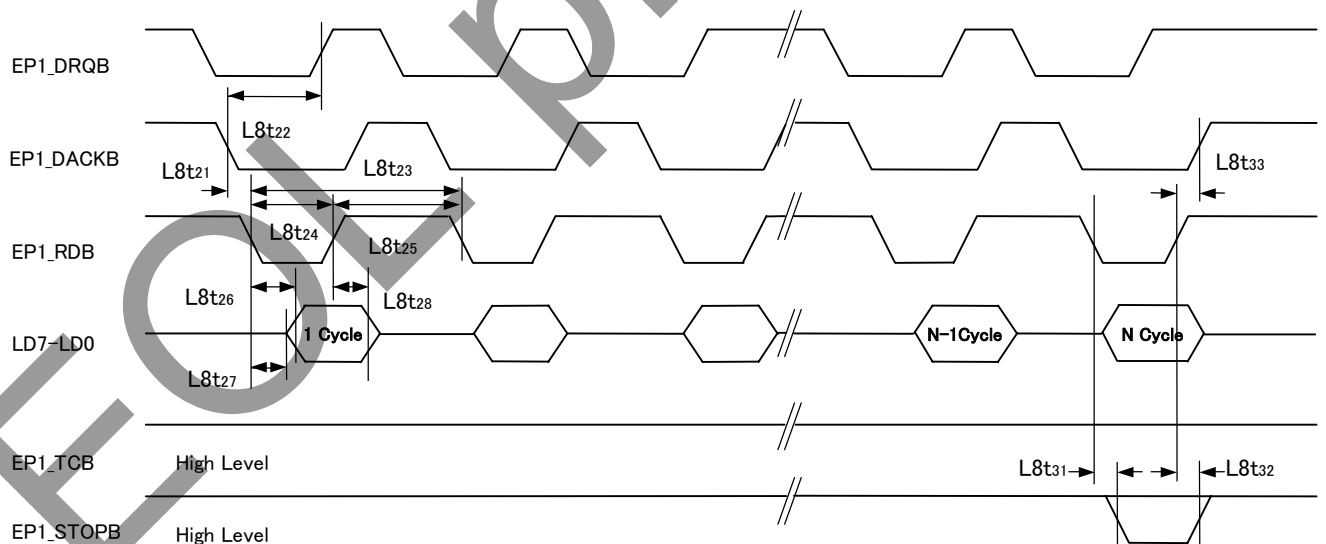 EP1_DRQB
L8t22
EP1_DACKB
L8t21
L8t23
L8t33
L8t24
EP1_RDB
L8t25
L8t26
L8t28
LD7-LD0
1 Cycle
N-1Cycle
N Cycle
L8t27
EP1_TCB
High Level
L8t31
L8t32
EP1_STOPB
High Level